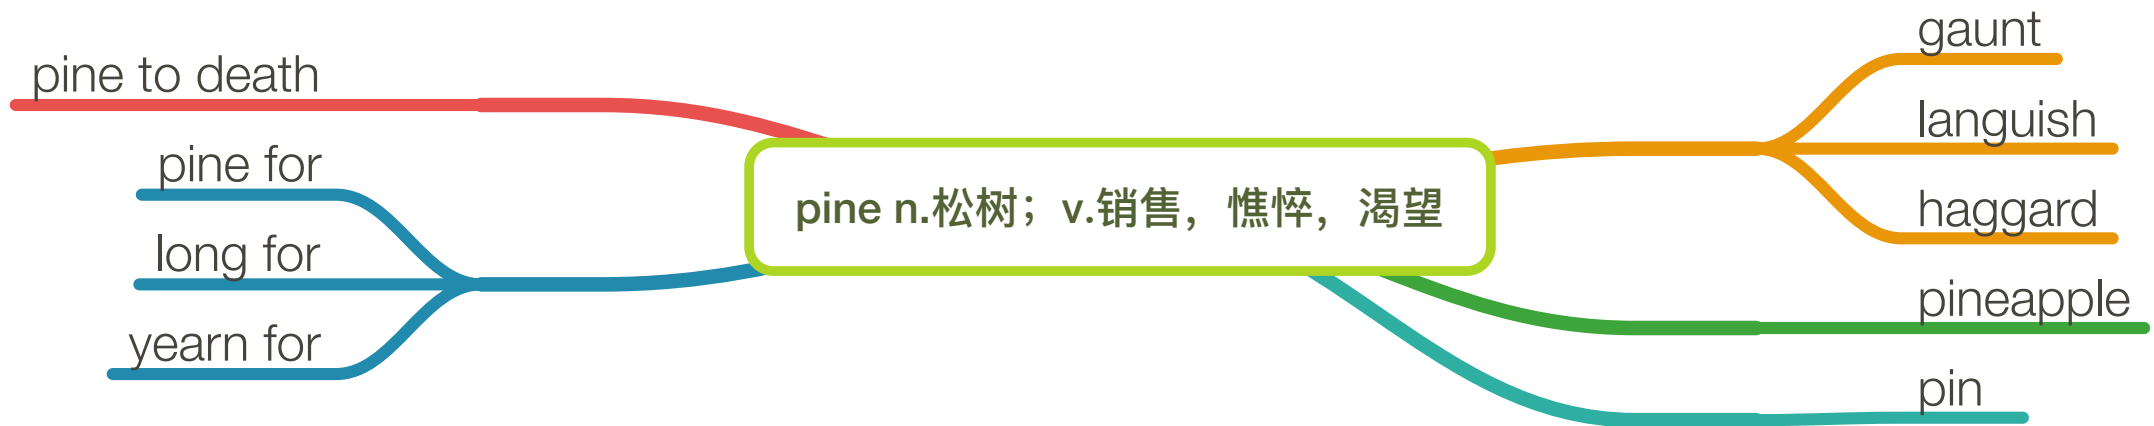 pine to death
pine for
long for
yearn for
pine n.松树；v.销售，憔悴，渴望
gaunt
languish
haggard
pineapple
pin